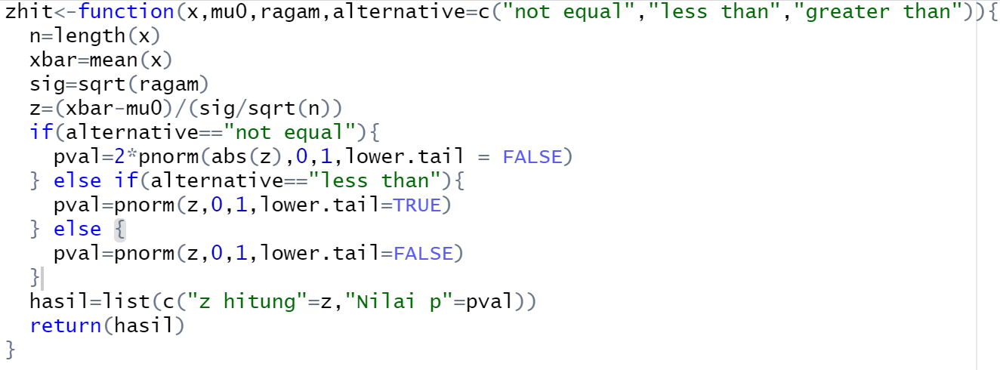 zhit<-function(x,mu0,ragam,alternative=c("not equal","less than","greater than")){
  n=length(x)
  xbar=mean(x)
  sig=sqrt(ragam)
  z=(xbar-mu0)/(sig/sqrt(n))
  if(alternative=="not equal"){
    pval=2*pnorm(abs(z),0,1,lower.tail = FALSE)
  } else if(alternative=="less than"){
    pval=pnorm(z,0,1,lower.tail=TRUE)
  } else {
    pval=pnorm(z,0,1,lower.tail=FALSE)
  }
  hasil=list(c("z hitung"=z,"Nilai p"=pval))
  return(hasil)
}